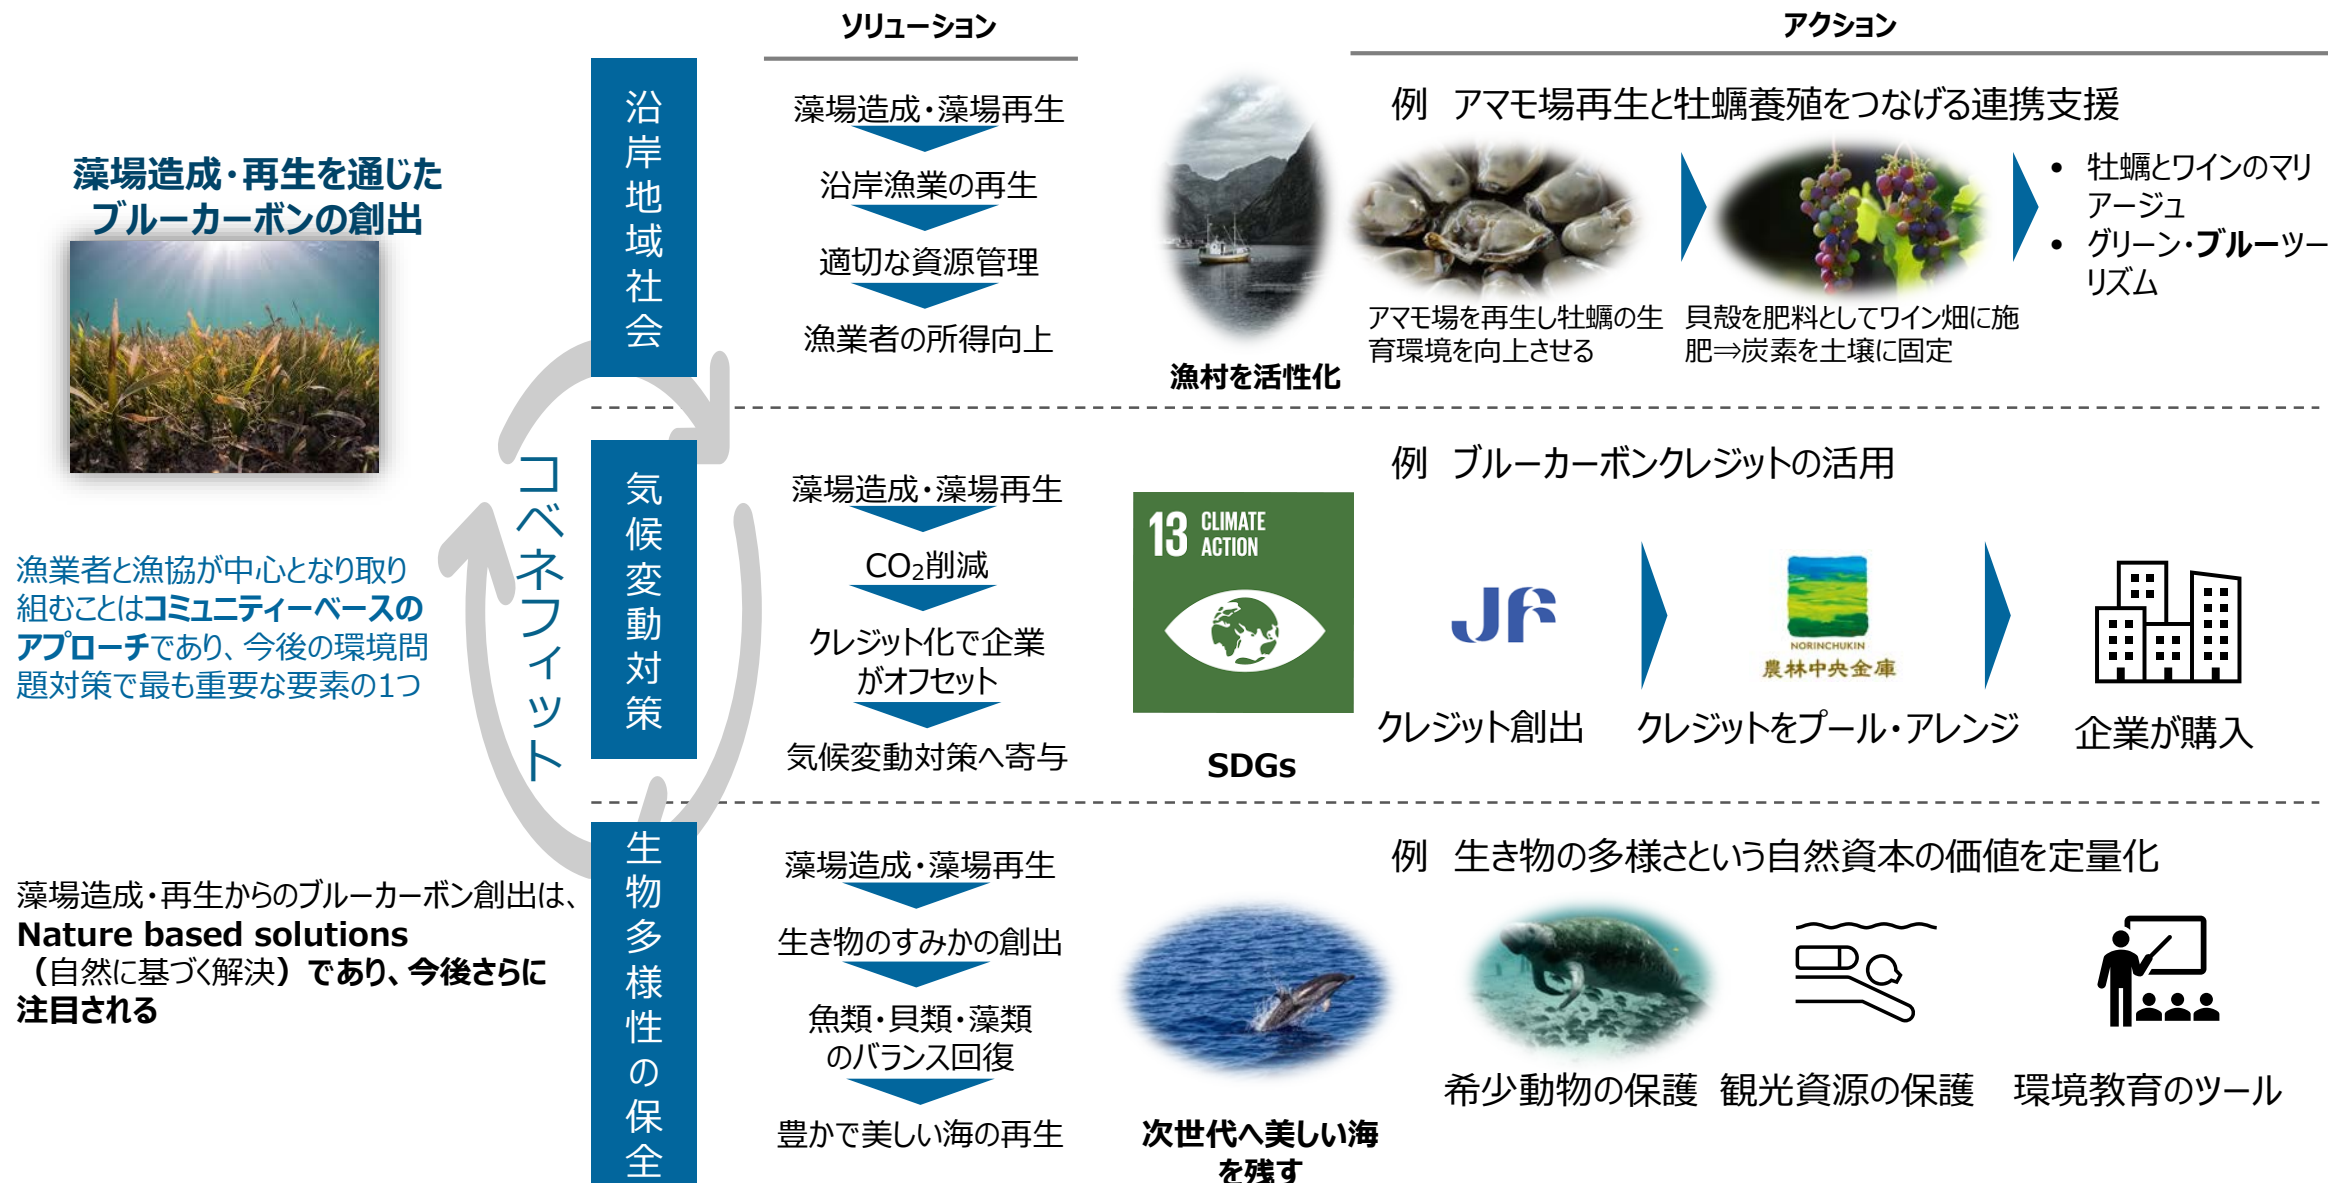 ソリューション
アクション
藻場造成・再生を通じた
ブルーカーボンの創出
漁業者と漁協が中心となり取り
組むことはコミュニティーベースの
アプローチであり、今後の環境問
題対策で最も重要な要素の1つ
藻場造成・再生からのブルーカーボン創出は、
Nature based solutions
（自然に基づく解決）であり、今後さらに
注目される
コベネフィット
沿岸地域社会
藻場造成・藻場再生
沿岸漁業の再生
適切な資源管理
漁業者の所得向上
漁村を活性化
例　アマモ場再生と牡蠣養殖をつなげる連携支援
アマモ場を再生し牡蠣の生
育環境を向上させる
貝殻を肥料としてワイン畑に施
肥⇒炭素を土壌に固定
• 牡蠣とワインのマリ
アージュ
• グリーン・ブルーツー
リズム
気候変動対策
藻場造成・藻場再生
CO₂削減
クレジット化で企業
がオフセット
気候変動対策へ寄与
13 CLIMATE
ACTION
SDGs
例　ブルーカーボンクレジットの活用
JF
クレジット創出
NORINCHUKIN
農林中央金庫
クレジットをプール・アレンジ
企業が購入
生物多様性の保全
藻場造成・藻場再生
生き物のすみかの創出
魚類・貝類・藻類
のバランス回復
豊かで美しい海の再生
次世代へ美しい海
を残す
例　生き物の多様さという自然資本の価値を定量化
希少動物の保護
観光資源の保護
環境教育のツール